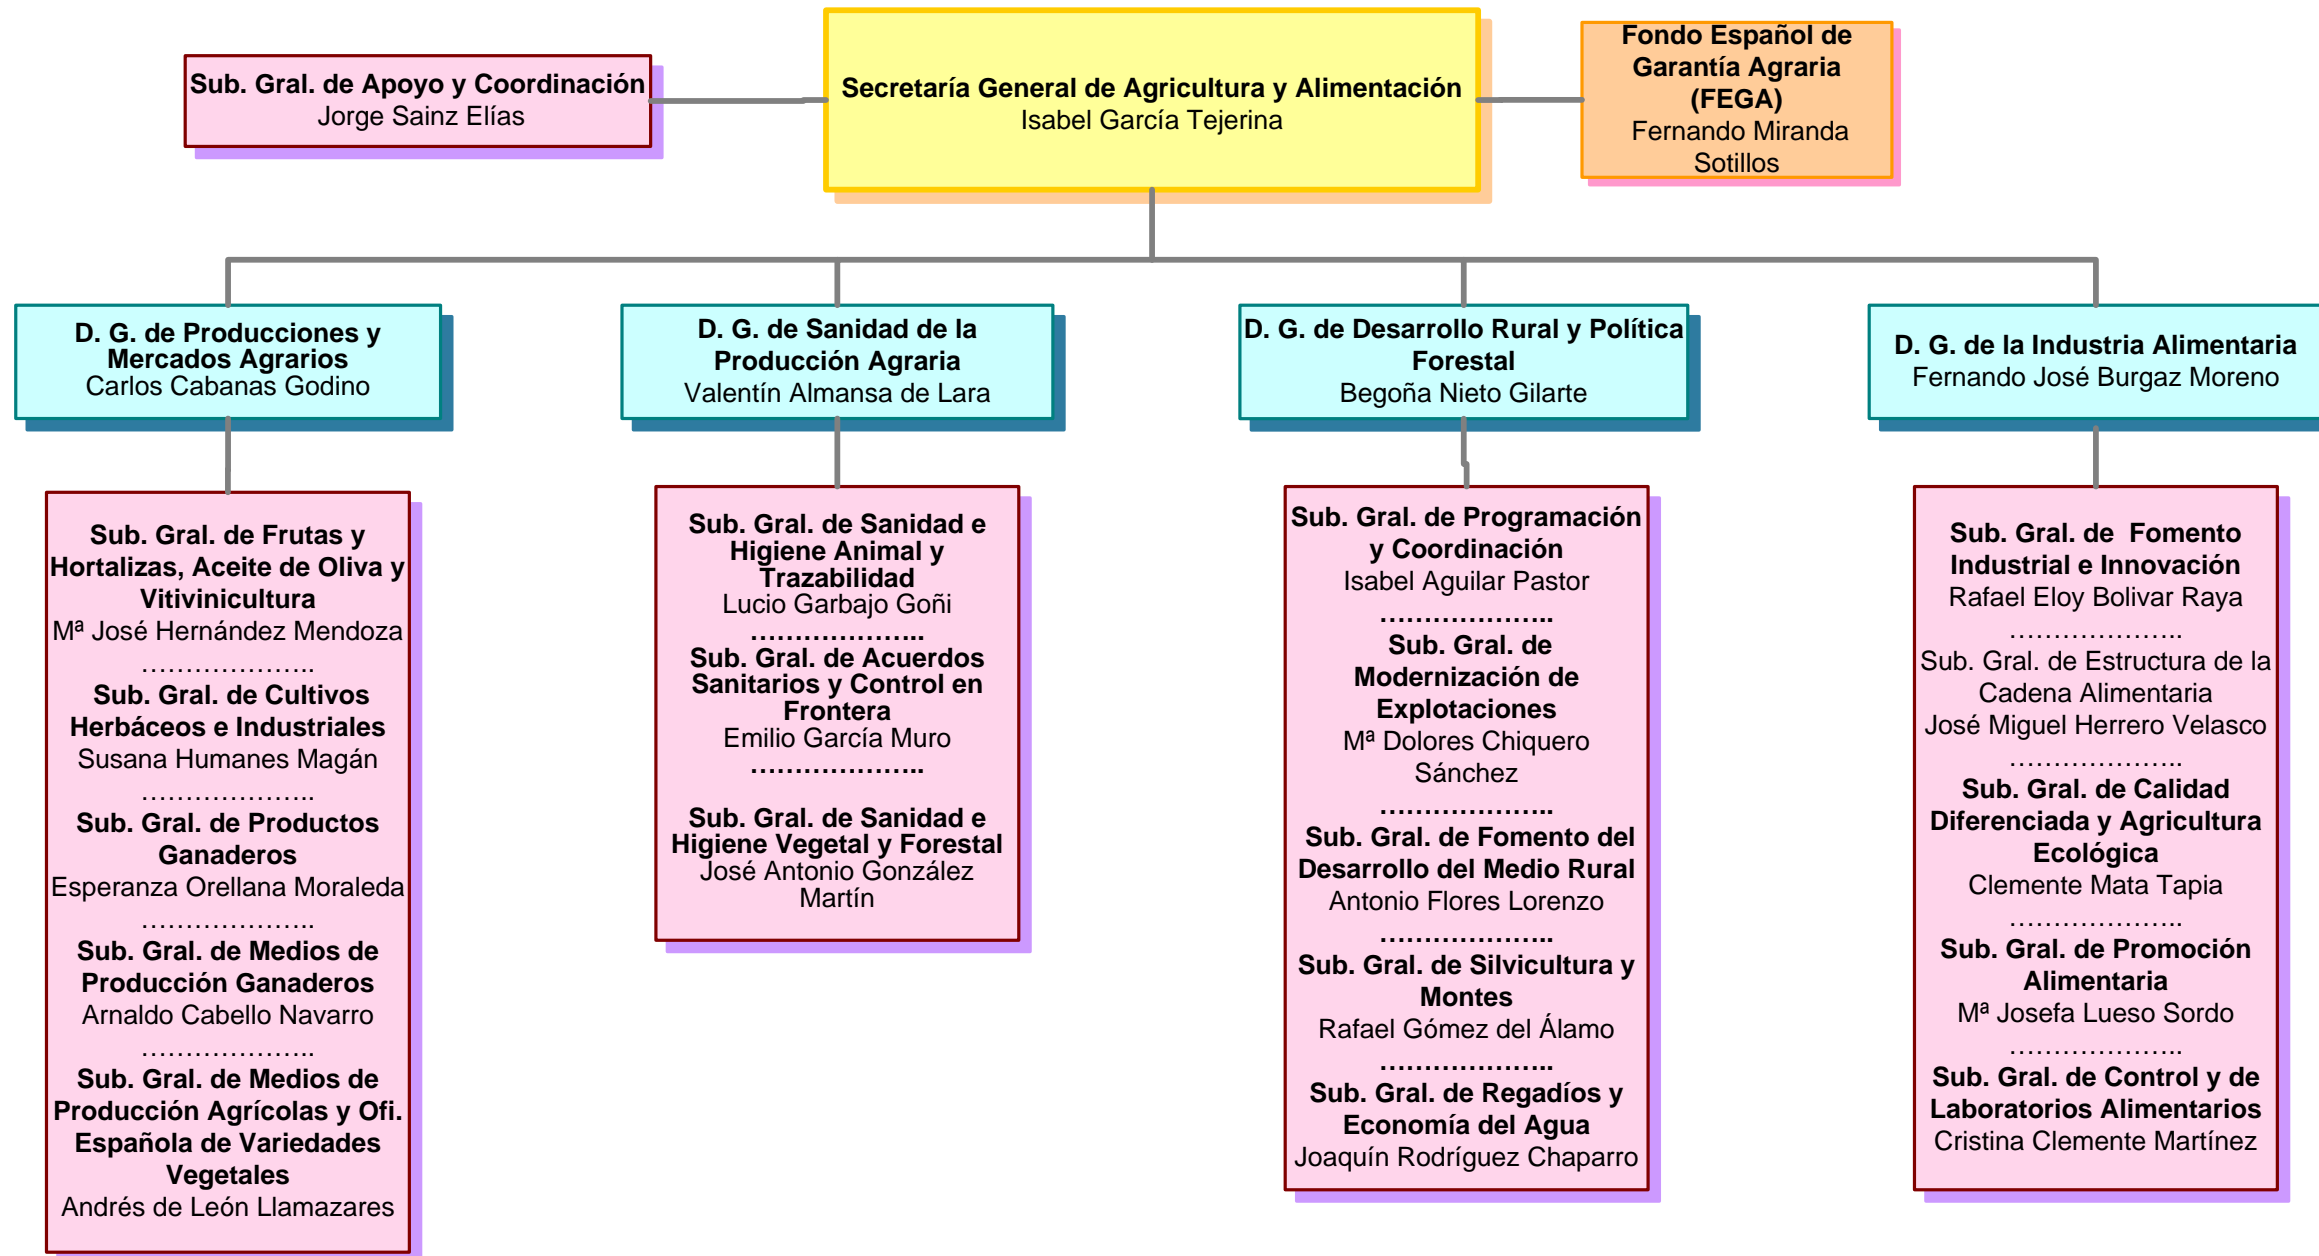 Sub. Gral. de Apoyo y Coordinación
Jorge Sainz Elías
Secretaría General de Agricultura y Alimentación
Isabel García Tejerina
Fondo Español de
Garantía Agraria
(FEGA)
Fernando Miranda
Sotillos
D. G. de Producciones y
Mercados Agrarios
Carlos Cabanas Godino
D. G. de Sanidad de la
Producción Agraria
Valentín Almansa de Lara
D. G. de Desarrollo Rural y Política
Forestal
Begoña Nieto Gilarte
D. G. de la Industria Alimentaria
Fernando José Burgaz Moreno
Sub. Gral. de Frutas y
Hortalizas, Aceite de Oliva y
Vitivinicultura
Mª José Hernández Mendoza
………………..
Sub. Gral. de Cultivos
Herbáceos e Industriales
Susana Humanes Magán
………………..
Sub. Gral. de Productos
Ganaderos
Esperanza Orellana Moraleda
………………..
Sub. Gral. de Medios de
Producción Ganaderos
Arnaldo Cabello Navarro
………………..
Sub. Gral. de Medios de
Producción Agrícolas y Ofi.
Española de Variedades
Vegetales
Andrés de León Llamazares
Sub. Gral. de Sanidad e
Higiene Animal y
Trazabilidad
Lucio Garbajo Goñi
………………..
Sub. Gral. de Acuerdos
Sanitarios y Control en
Frontera
Emilio García Muro
………………..
Sub. Gral. de Sanidad e
Higiene Vegetal y Forestal
José Antonio González
Martín
Sub. Gral. de Programación
y Coordinación
Isabel Aguilar Pastor
………………..
Sub. Gral. de
Modernización de
Explotaciones
Mª Dolores Chiquero
Sánchez
………………..
Sub. Gral. de Fomento del
Desarrollo del Medio Rural
Antonio Flores Lorenzo
………………..
Sub. Gral. de Silvicultura y
Montes
Rafael Gómez del Álamo
………………..
Sub. Gral. de Regadíos y
Economía del Agua
Joaquín Rodríguez Chaparro
Sub. Gral. de  Fomento
Industrial e Innovación
Rafael Eloy Bolivar Raya
………………..
Sub. Gral. de Estructura de la
Cadena Alimentaria
José Miguel Herrero Velasco
………………..
Sub. Gral. de Calidad
Diferenciada y Agricultura
Ecológica
Clemente Mata Tapia
………………..
Sub. Gral. de Promoción
Alimentaria
Mª Josefa Lueso Sordo
………………..
Sub. Gral. de Control y de
Laboratorios Alimentarios
Cristina Clemente Martínez